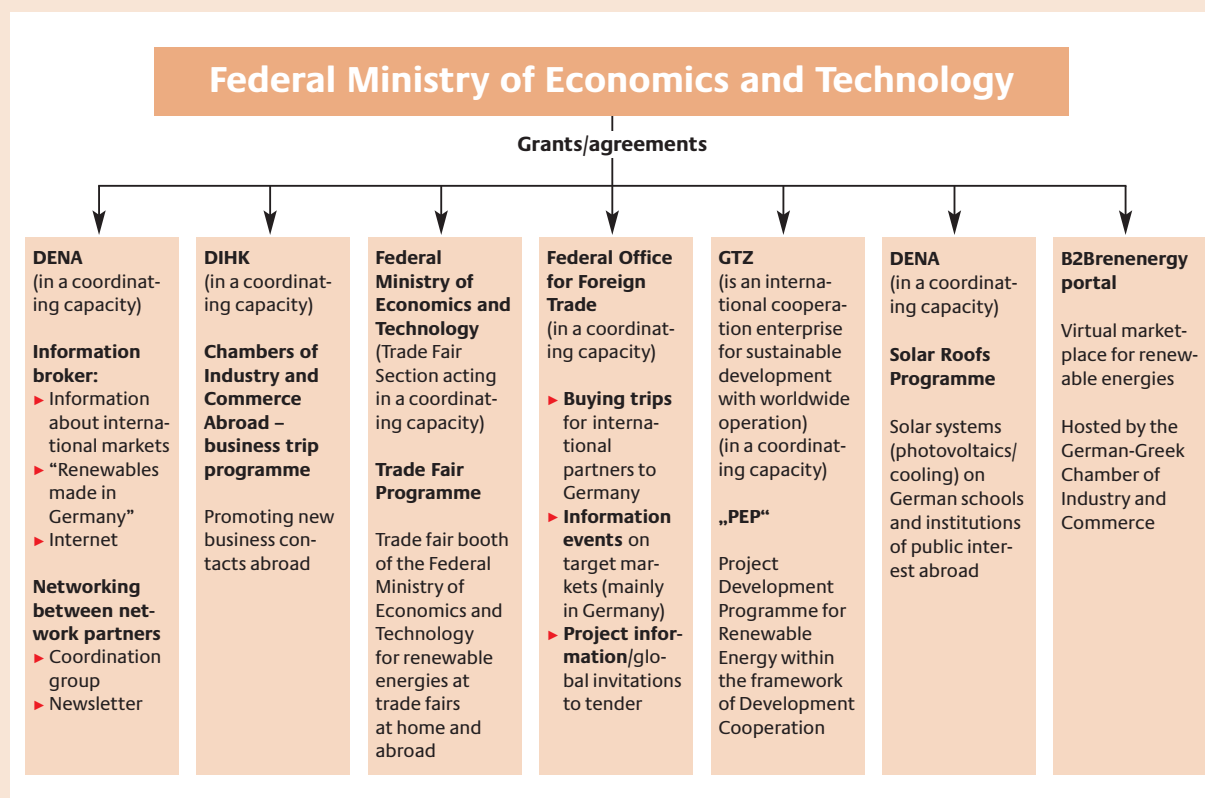 Federal Ministry of Economics and Technology
Grants/agreements
DENA
(in a coordinat-
ing capacity)
Information
broker:
► Information
about interna-
tional markets
► “Renewables
made in
Germany”
► Internet
Networking
between net-
work partners
► Coordination
group
► Newsletter
DIHK
(in a coordinat-
ing capacity)
Chambers of
Industry and
Commerce
Abroad –
business trip
programme
Promoting new
business con-
tacts abroad
Federal
Ministry of
Economics and
Technology
(Trade Fair
Section acting
in a coordinat-
ing capacity)
Trade Fair
Programme
Trade fair booth
of the Federal
Ministry of
Economics and
Technology
for renewable
energies at
trade fairs
at home and
abroad
Federal Office
for Foreign
Trade
(in a coordinat-
ing capacity)
► Buying trips
for interna-
tional
partners to
Germany
► Information
events on
target mar-
kets (mainly
in Germany)
► Project infor-
mation/glo-
bal invitations
to tender
GTZ
(is an interna-
tional coopera-
tion enterprise
for sustainable
development
with worldwide
operation)
(in a coordinat-
ing capacity)
„PEP“
Project
Development
Programme for
Renewable
Energy within
the framework
of Development
Cooperation
DENA
(in a coordinat-
ing capacity)
Solar Roofs
Programme
Solar systems
(photovoltaics/
cooling) on
German schools
and institutions
of public inter-
est abroad
B2Brenenergy
portal
Virtual market-
place for renew-
able energies
Hosted by the
German-Greek
Chamber of
Industry and
Commerce